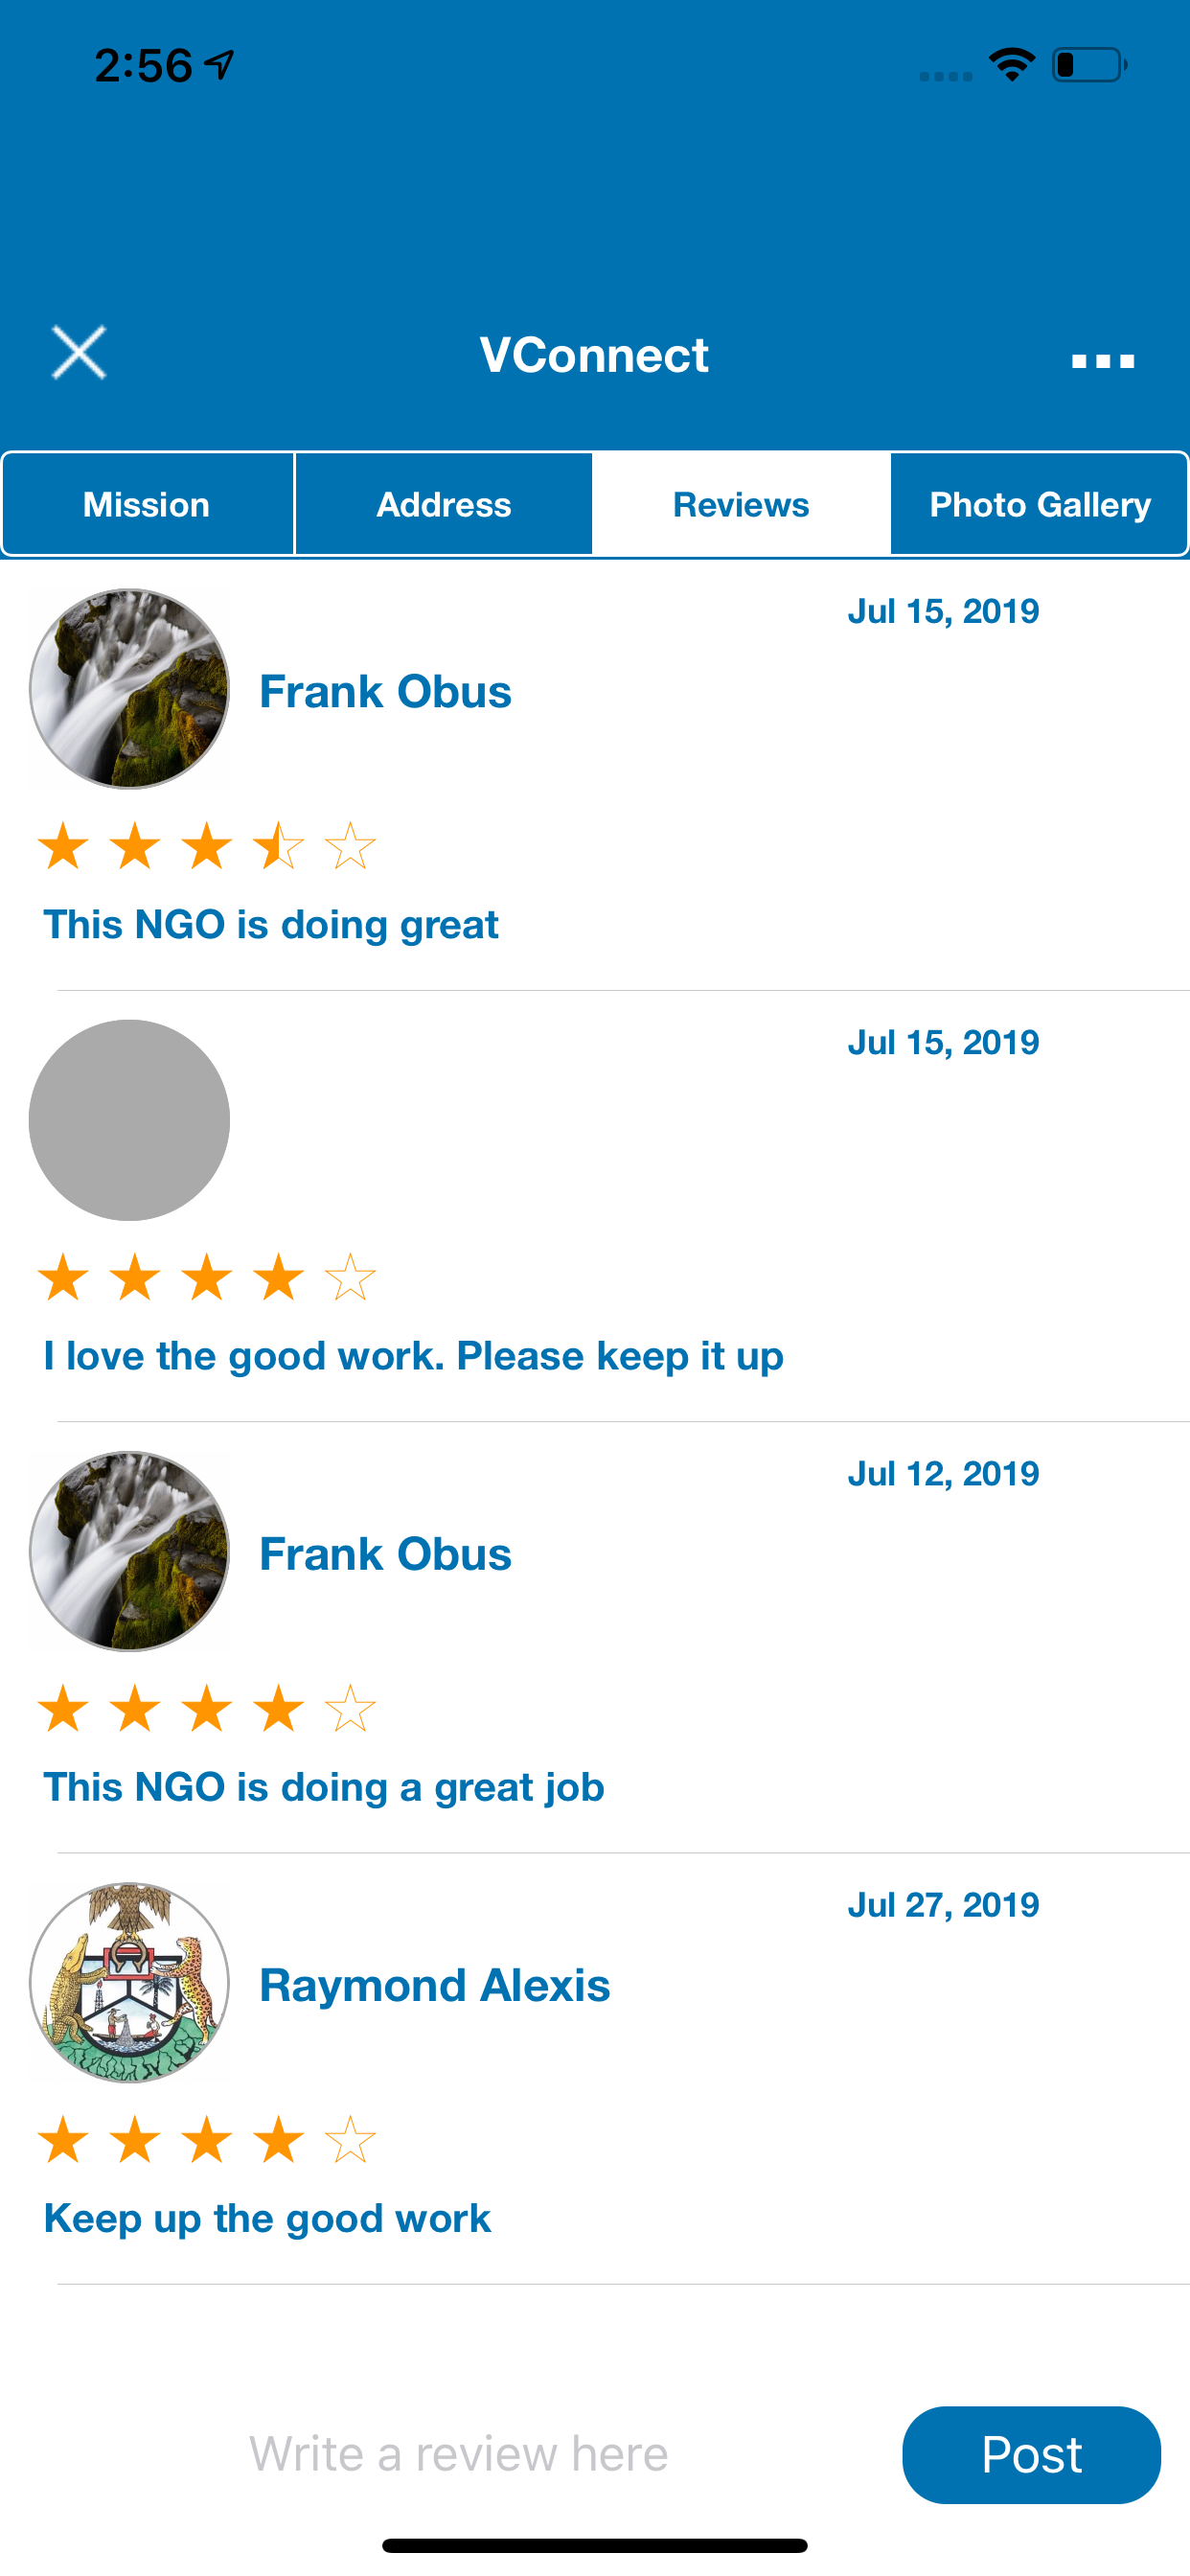 2:56
VConnect
Mission Address Reviews Photo Gallery
Jul 15, 2019
Frank Obus
This NGO is doing great
Jul 15, 2019
I love the good work. Please keep it up
Jul 12, 2019
Frank Obus
This NGO is doing a great job
Jul 27, 2019
Raymond Alexis
Keep up the good work
Write a review here
Post